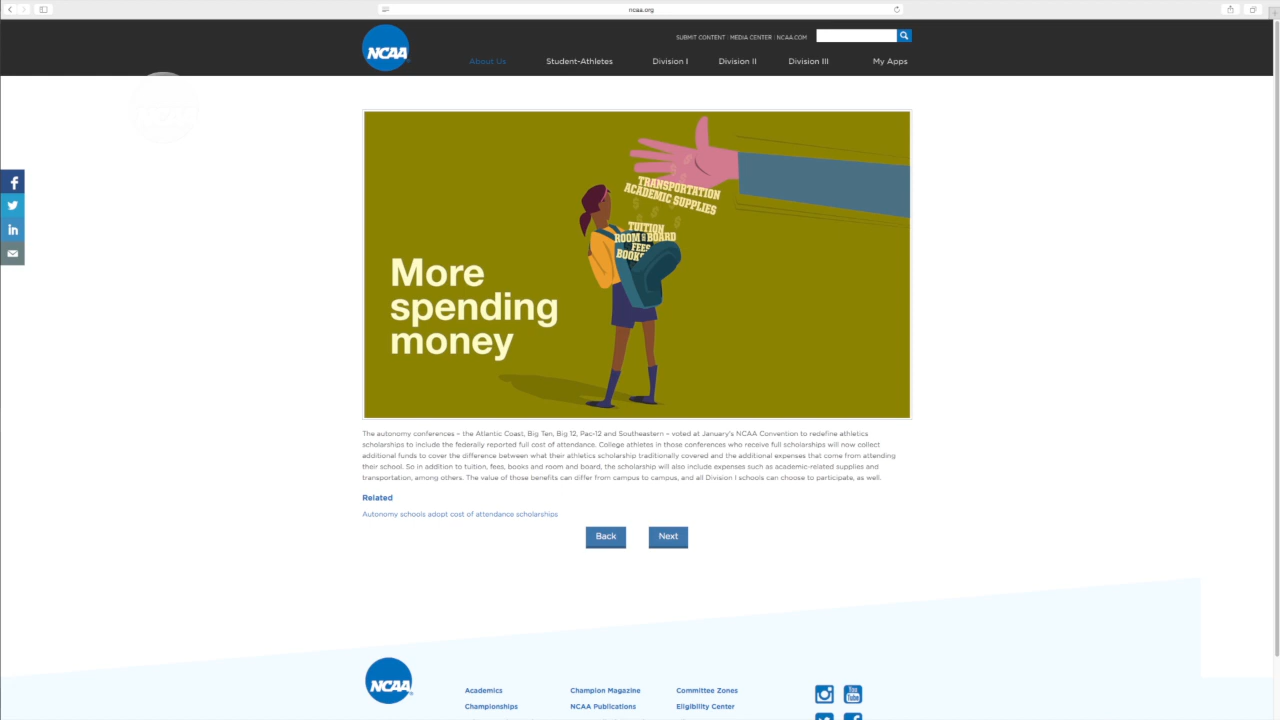 ncaa.org
SUBMIT CONTENT | MEDIA CENTER | NCAA.COM
NCAA
About Us Student-Athletes Division I Division II Division III My Apps
TRANSPORTATION
ACADEMIC SUPPLIES
TUITION
ROOM & BOARD
FEES
BOOKS
More
spending
money
The autonomy conferences – the Atlantic Coast, Big Ten, Big 12, Pac-12 and Southeastern – voted at January's NCAA Convention to redefine athletics
scholarships to include the federally reported full cost of attendance. College athletes in those conferences who receive full scholarships will now collect
additional funds to cover the difference between what their athletics scholarship traditionally covered and the additional expenses that come from attending
their school. So in addition to tuition, fees, books and room and board, the scholarship will also include expenses such as academic-related supplies and
transportation, among others. The value of those benefits can differ from campus to campus, and all Division I schools can choose to participate, as well.
Related
Autonomy schools adopt cost of attendance scholarships
Back Next
NCAA
Academics Champion Magazine Committee Zones
You Tube
Championships NCAA Publications Eligibility Center